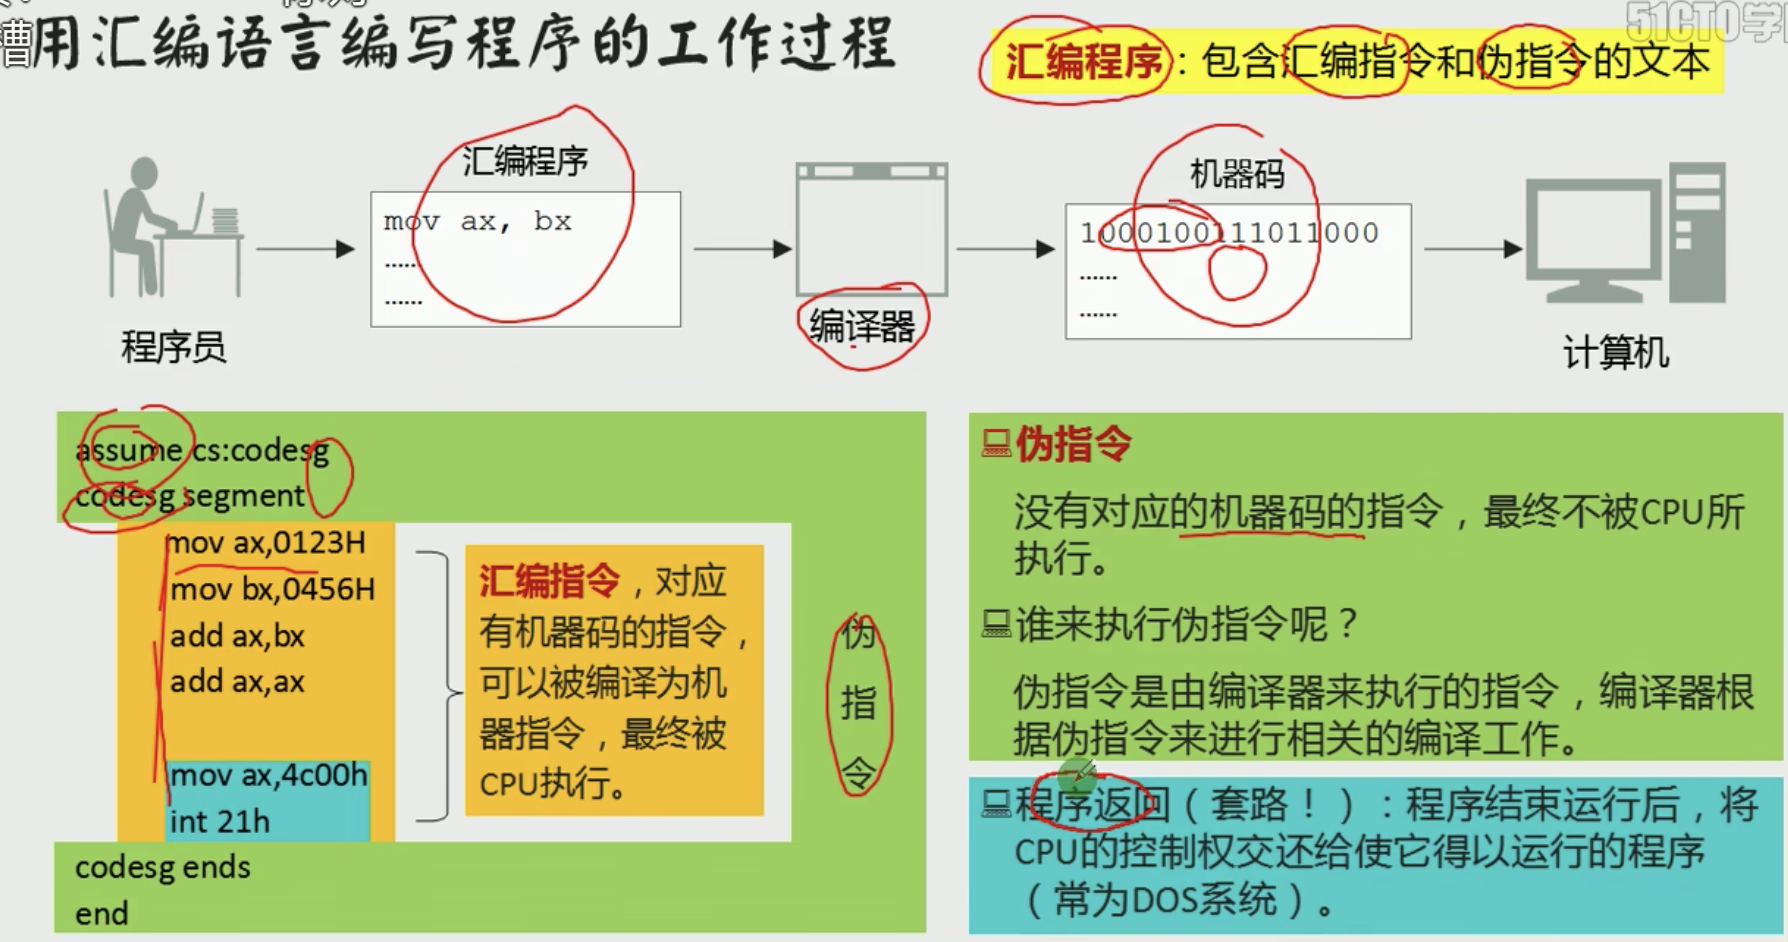 用汇编语言编写程序的工作过程
51CTO学
汇编程序：包含汇编指令和伪指令的文本
汇编程序
mov ax, bx
......
......
程序员
编译器
机器码
1000100111011000
......
......
计算机
assume cs:codesg
codesg segment
mov ax,0123H
mov bx,0456H
add ax,bx
add ax,ax
mov ax,4c00h
int 21h
codesg ends
end
汇编指令，对应
有机器码的指令，
可以被编译为机
器指令，最终被
CPU执行。
伪
指
令
伪指令
没有对应的机器码的指令，最终不被CPU所
执行。
谁来执行伪指令呢？
伪指令是由编译器来执行的指令，编译器根
据伪指令来进行相关的编译工作。
程序返回（套路！）：程序结束运行后，将
CPU的控制权交还给使它得以运行的程序
（常为DOS系统）。